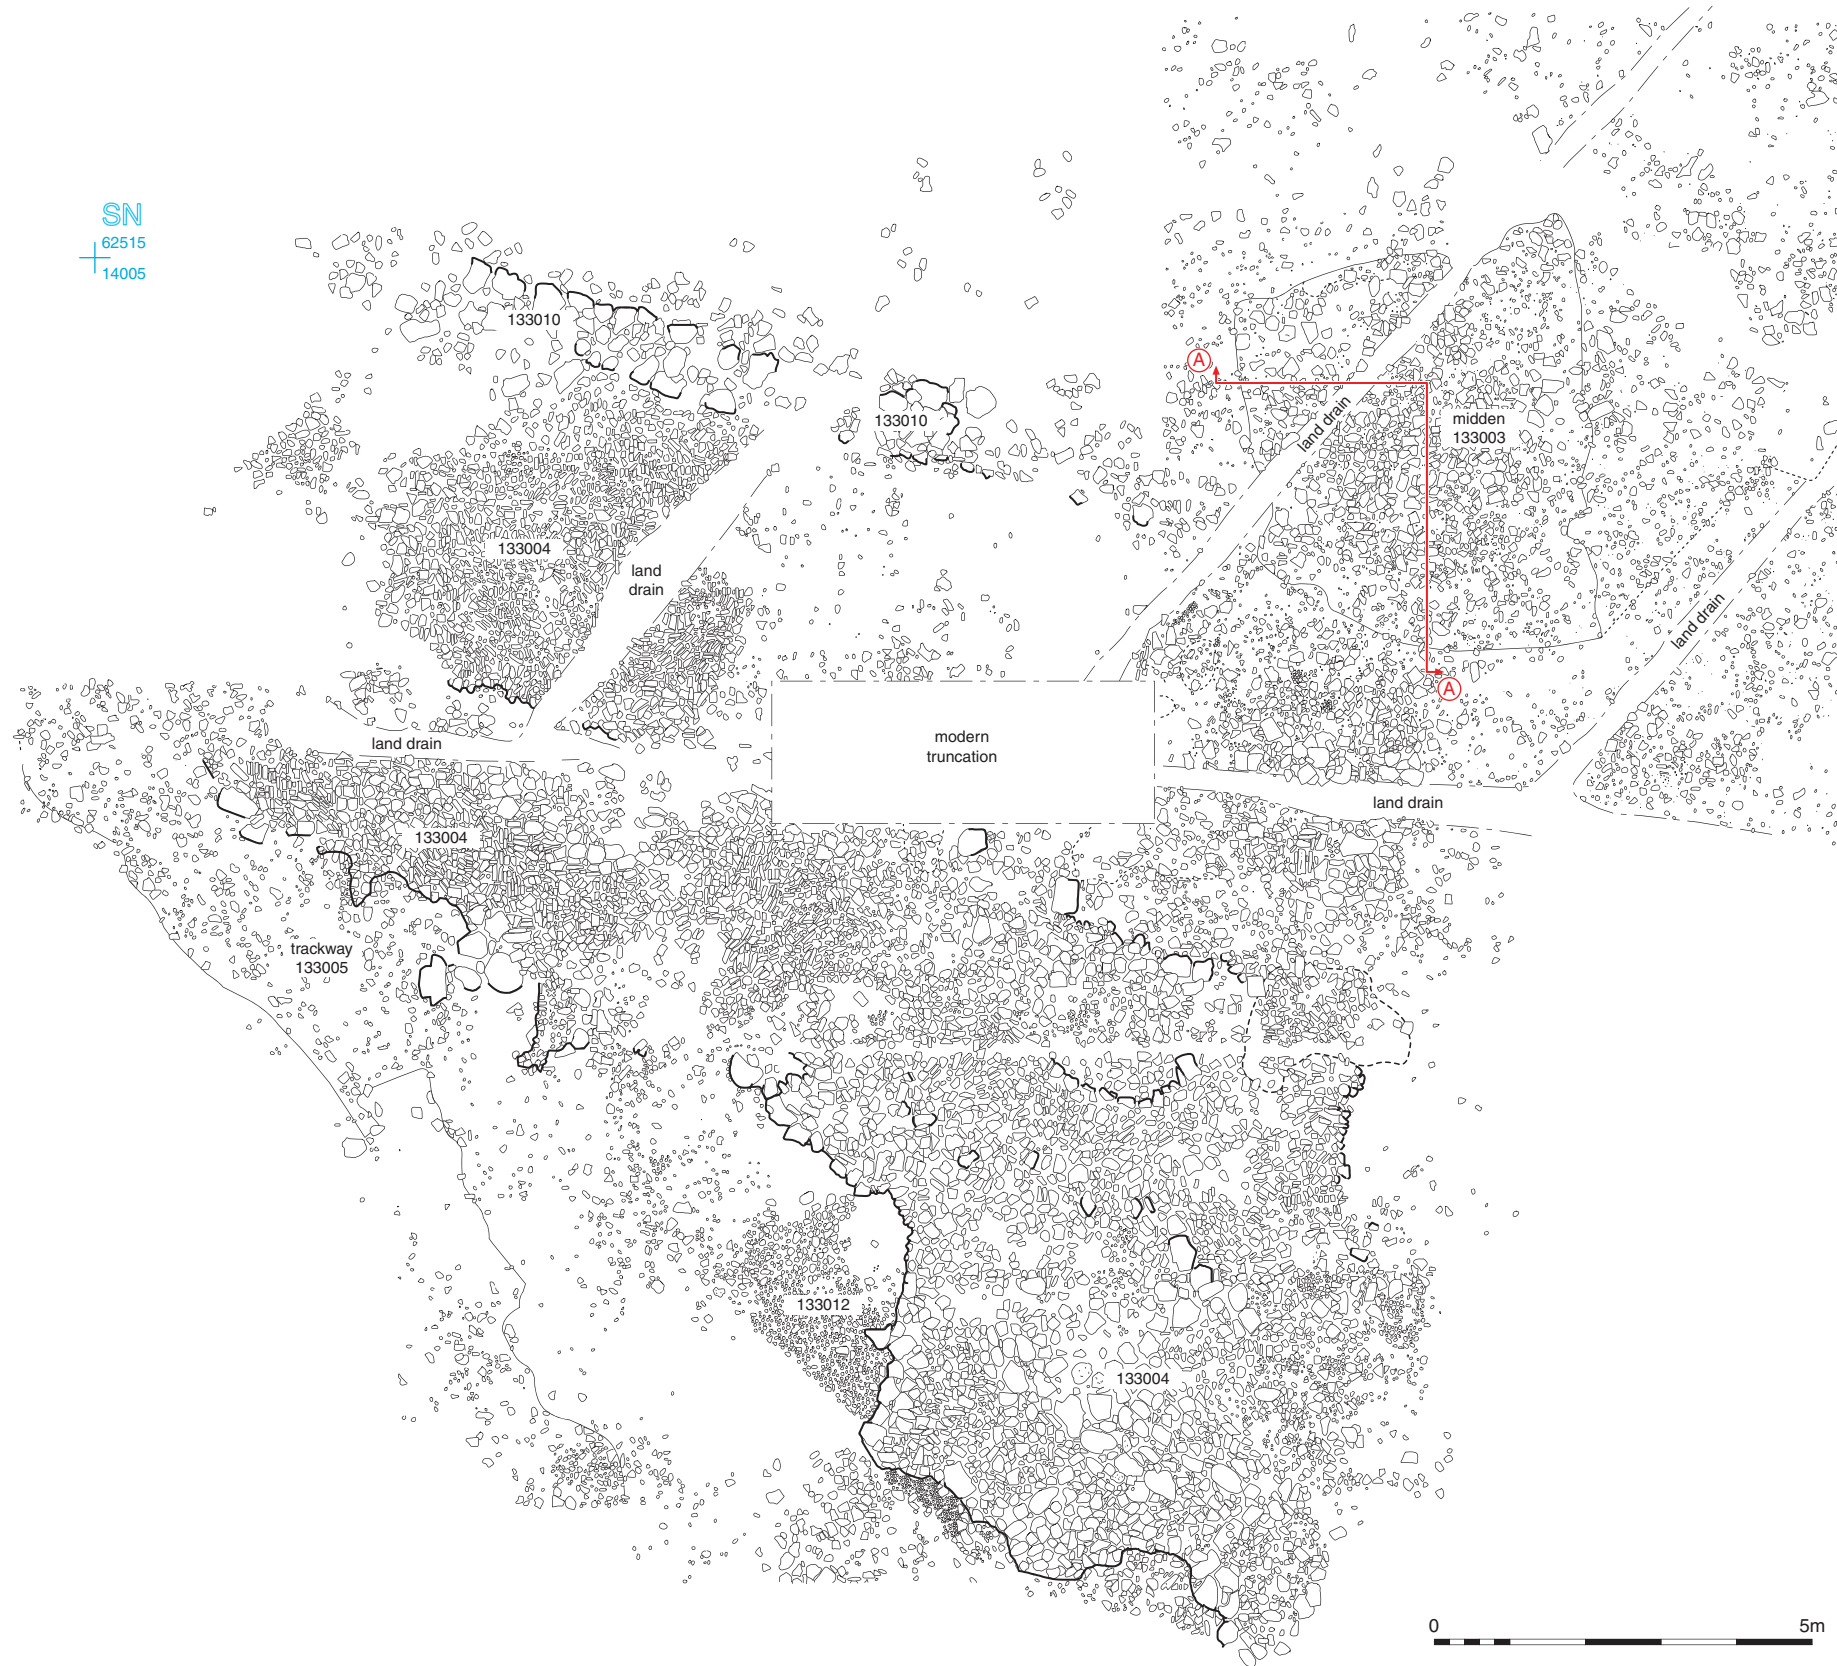 SN
62515
14005
133010
A
133010
midden
133003
land drain
133004
land
drain
land drain
A
land drain
modern
truncation
land drain
133004
trackway
133005
133012
133004
0 5m